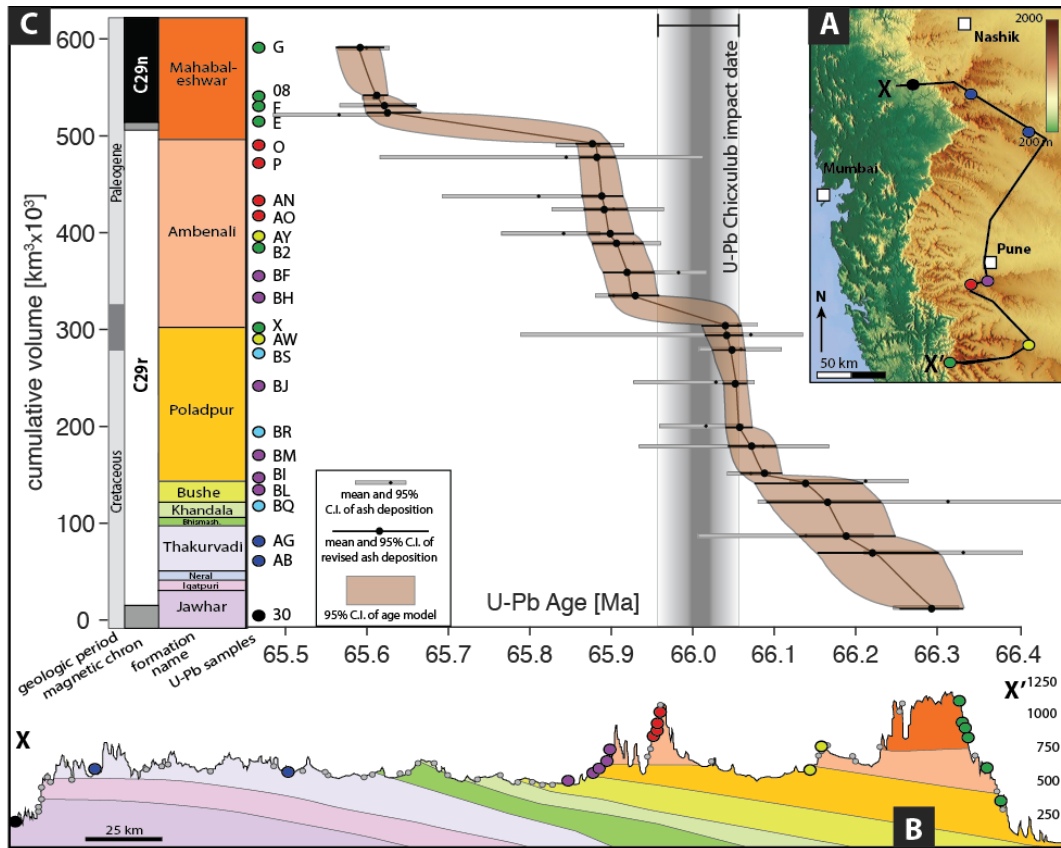 C
600
500
400
300
200
100
0
cumulative volume [km³x10³]
Paleogene
Cretaceous
C29n
C29r
Mahabal-
eshwar
Ambenali
Poladpur
Bushe
Khandala
Bhismash.
Thakurvadi
Neral
Igatpuri
Jawhar
G
08
F
E
O
P
AN
AO
AY
B2
BF
BH
X
AW
BS
BJ
BR
BM
BI
BL
BQ
AG
AB
30
geologic period
magnetic chron
formation
name
U-Pb samples
mean and 95%
C.I. of ash deposition
mean and 95% C.I. of
revised ash deposition
95% C.I. of age model
U-Pb Chicxulub impact date
U-Pb Age [Ma]
65.5
65.6
65.7
65.8
65.9
66.0
66.1
66.2
66.3
66.4
A
2000
200 m
Nashik
X
Mumbai
Pune
N
X'
50 km
X
X'
1250
1000
750
500
250
25 km
B